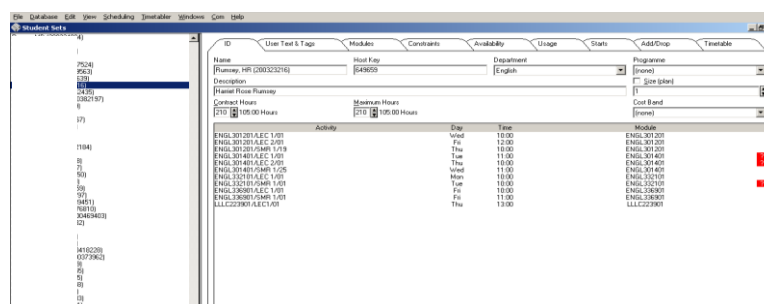 File Database Edit View Scheduling Timetabler Windows Com Help
Student Sets
ID User Text & Tags Modules Constraints Availability Usage Starts Add/Drop Timetable
Name Host Key Department Programme
Rumsey, HR (200323216) 649659 English (none)
Description Size (plan)
Harriet Rose Rumsey 1
Contract Hours Maximum Hours Cost Band
210 105:00 Hours 210 105:00 Hours (none)
Activity Day Time Module
ENGL301201/LEC 1/01 Wed 10:00 ENGL301201
ENGL301201/LEC 2/01 Fri 12:00 ENGL301201
ENGL301201/SMR 1/19 Thu 10:00 ENGL301201
ENGL301401/LEC 1/01 Tue 11:00 ENGL301401
ENGL301401/LEC 2/01 Thu 10:00 ENGL301401
ENGL301401/SMR 1/25 Wed 11:00 ENGL301401
ENGL332101/LEC 1/01 Mon 10:00 ENGL332101
ENGL332101/SMR 1/01 Tue 10:00 ENGL332101
ENGL336901/LEC 1/01 Fri 10:00 ENGL336901
ENGL336901/SMR 1/01 Fri 11:00 ENGL336901
LLLC223901/LEC1/01 Thu 13:00 LLLC223901
4)
7524)
9563)
639)
2435)
0382197)
)
57)
2184)
50)
97)
9451)
76810)
00469403)
)
8418228)
0373962)